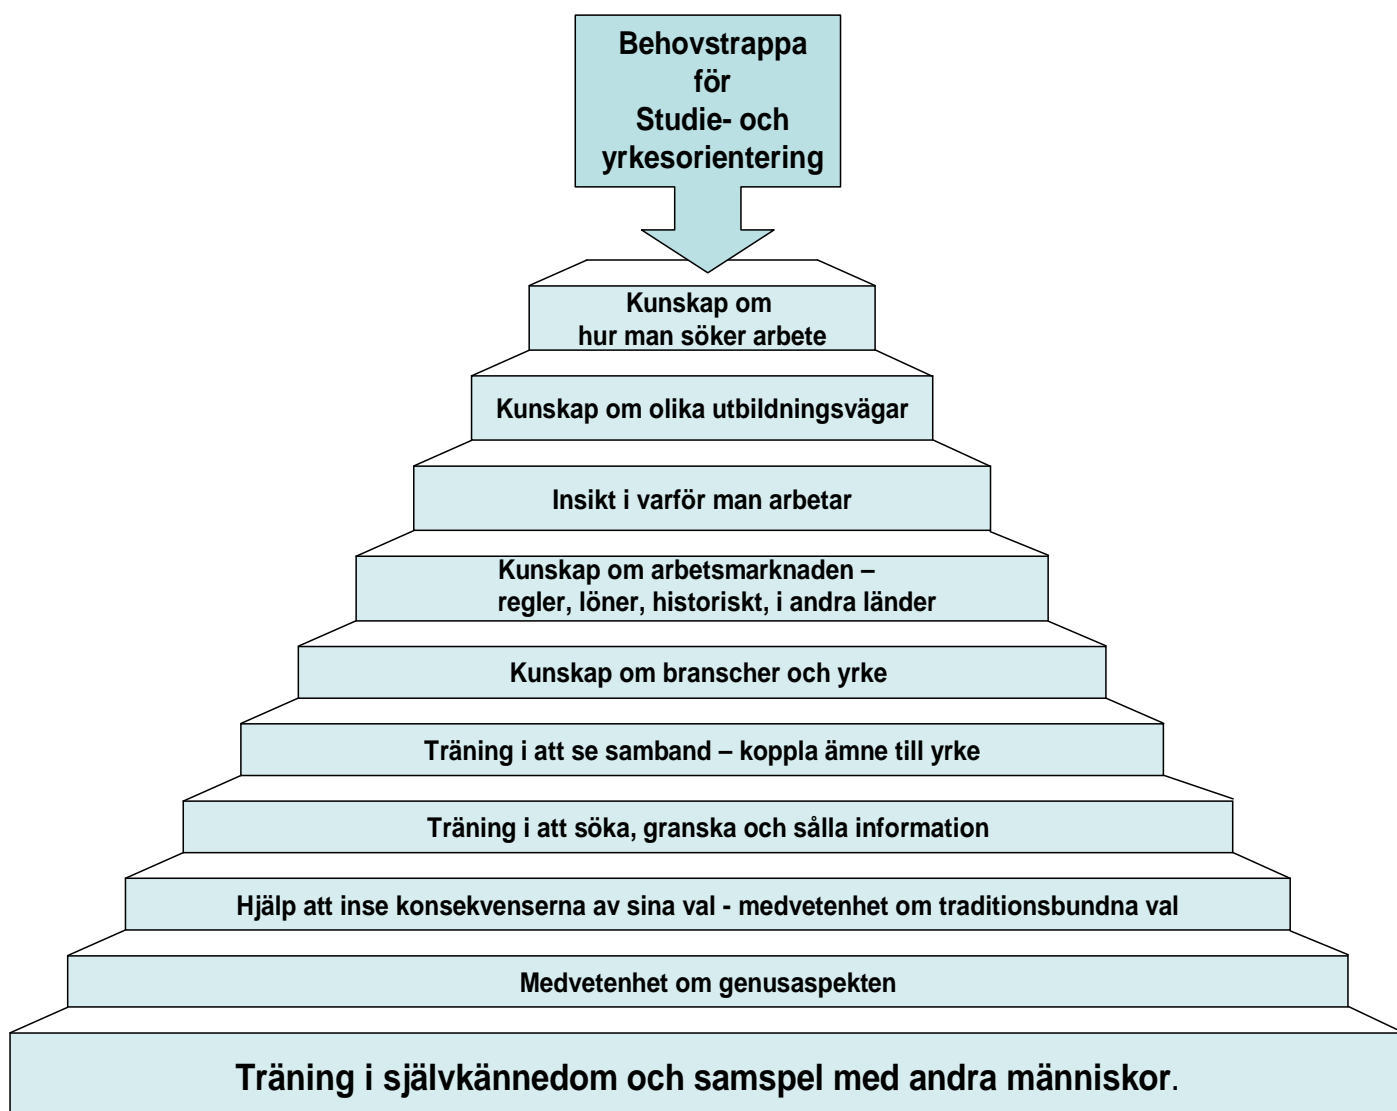 Behovstrappa
för
Studie- och
yrkesorientering
Kunskap om
hur man söker arbete
Kunskap om olika utbildningsvägar
Insikt i varför man arbetar
Kunskap om arbetsmarknaden –
regler, löner, historiskt, i andra länder
Kunskap om branscher och yrke
Träning i att se samband – koppla ämne till yrke
Träning i att söka, granska och sålla information
Hjälp att inse konsekvenserna av sina val - medvetenhet om traditionsbundna val
Medvetenhet om genusaspekten
Träning i självkännedom och samspel med andra människor.